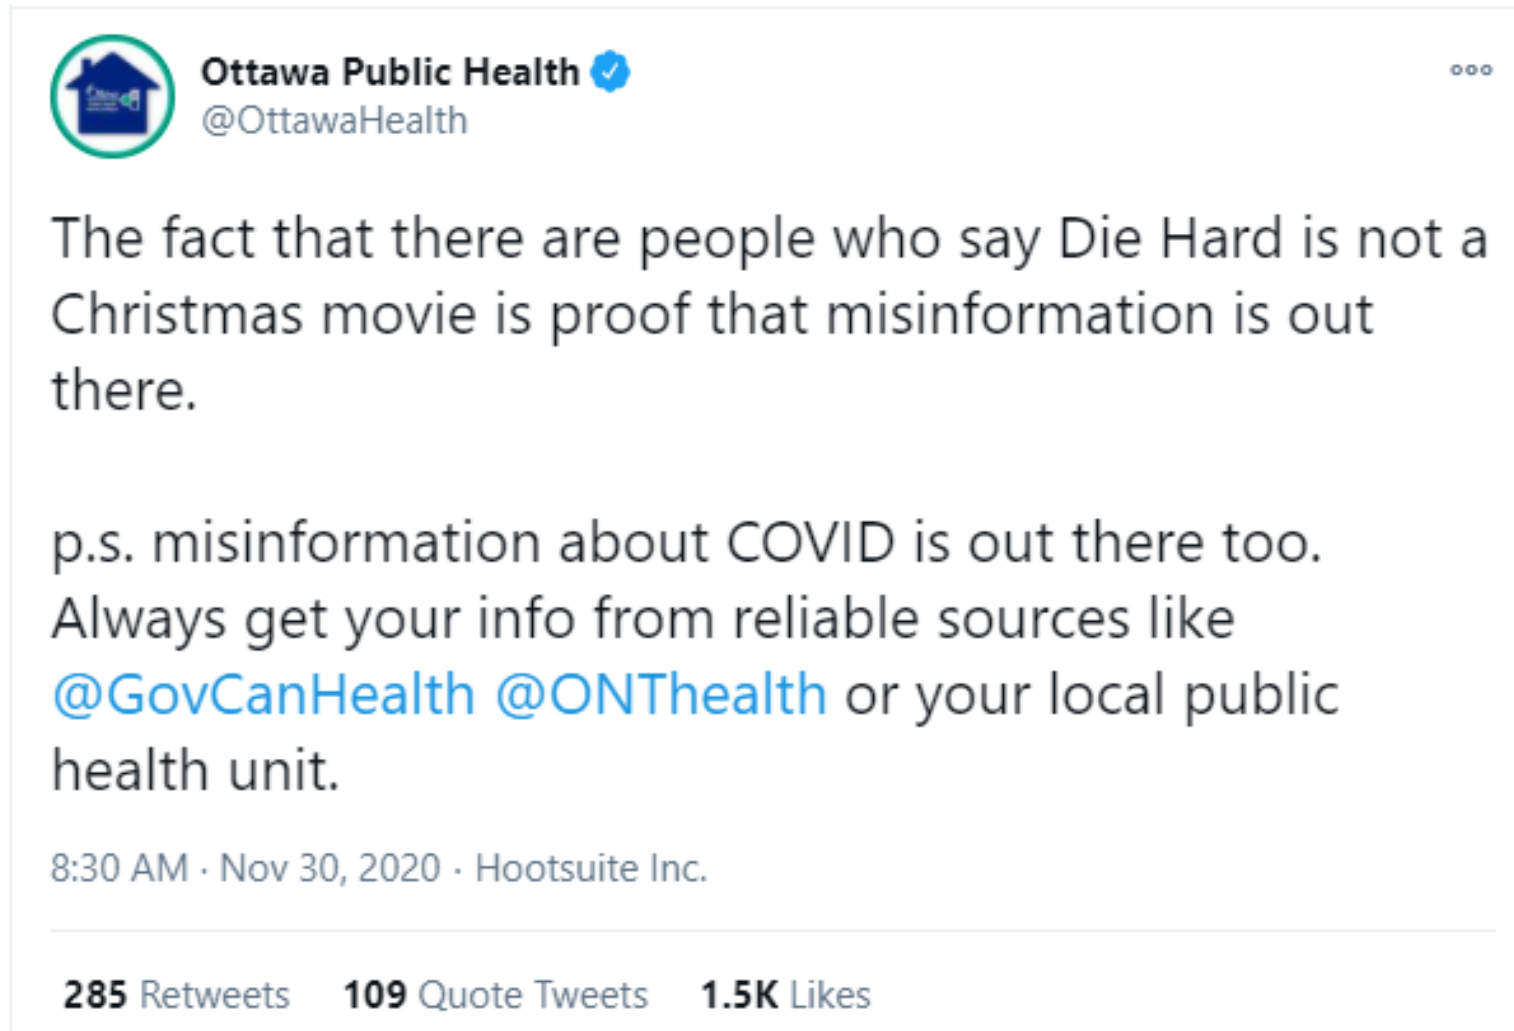 Ottawa Public Health
@OttawaHealth
The fact that there are people who say Die Hard is not a
Christmas movie is proof that misinformation is out
there.
p.s. misinformation about COVID is out there too.
Always get your info from reliable sources like
@GovCanHealth @ONThealth or your local public
health unit.
8:30 AM · Nov 30, 2020 · Hootsuite Inc.
285 Retweets 109 Quote Tweets 1.5K Likes